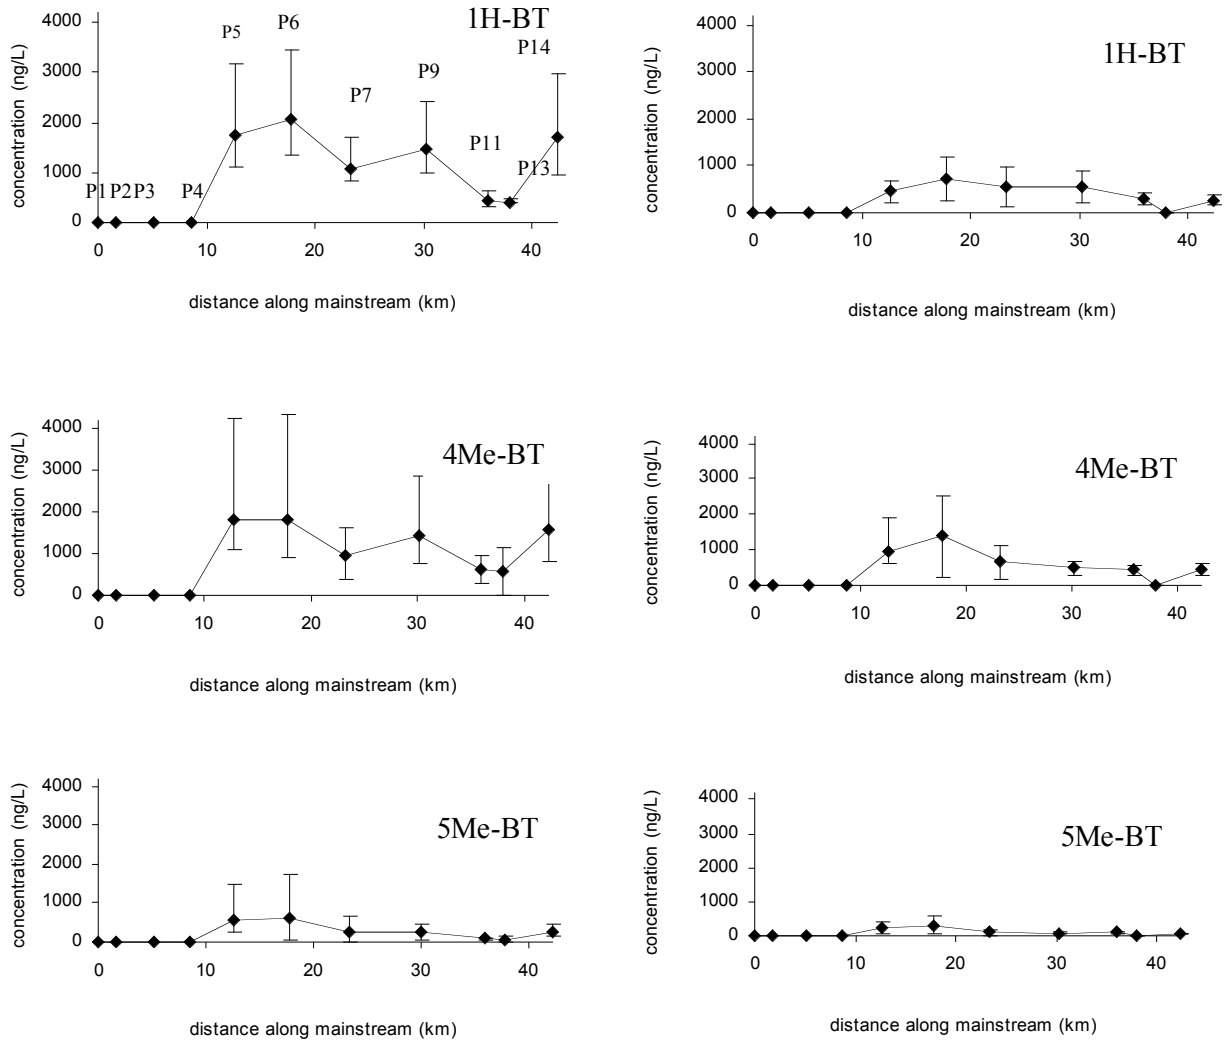 1H-BT
4000
3000
2000
1000
0
concentration (ng/L)
P1 P2 P3 P4 P5 P6 P7 P9 P11 P13 P14
0 10 20 30 40
distance along mainstream (km)
1H-BT
4000
3000
2000
1000
0
concentration (ng/L)
0 10 20 30 40
distance along mainstream (km)
4Me-BT
4000
3000
2000
1000
0
concentration (ng/L)
0 10 20 30 40
distance along mainstream (km)
4Me-BT
4000
3000
2000
1000
0
concentration (ng/L)
0 10 20 30 40
distance along mainstream (km)
5Me-BT
4000
3000
2000
1000
0
concentration (ng/L)
0 10 20 30 40
distance along mainstream (km)
5Me-BT
4000
3000
2000
1000
0
concentration (ng/L)
0 10 20 30 40
distance along mainstream (km)